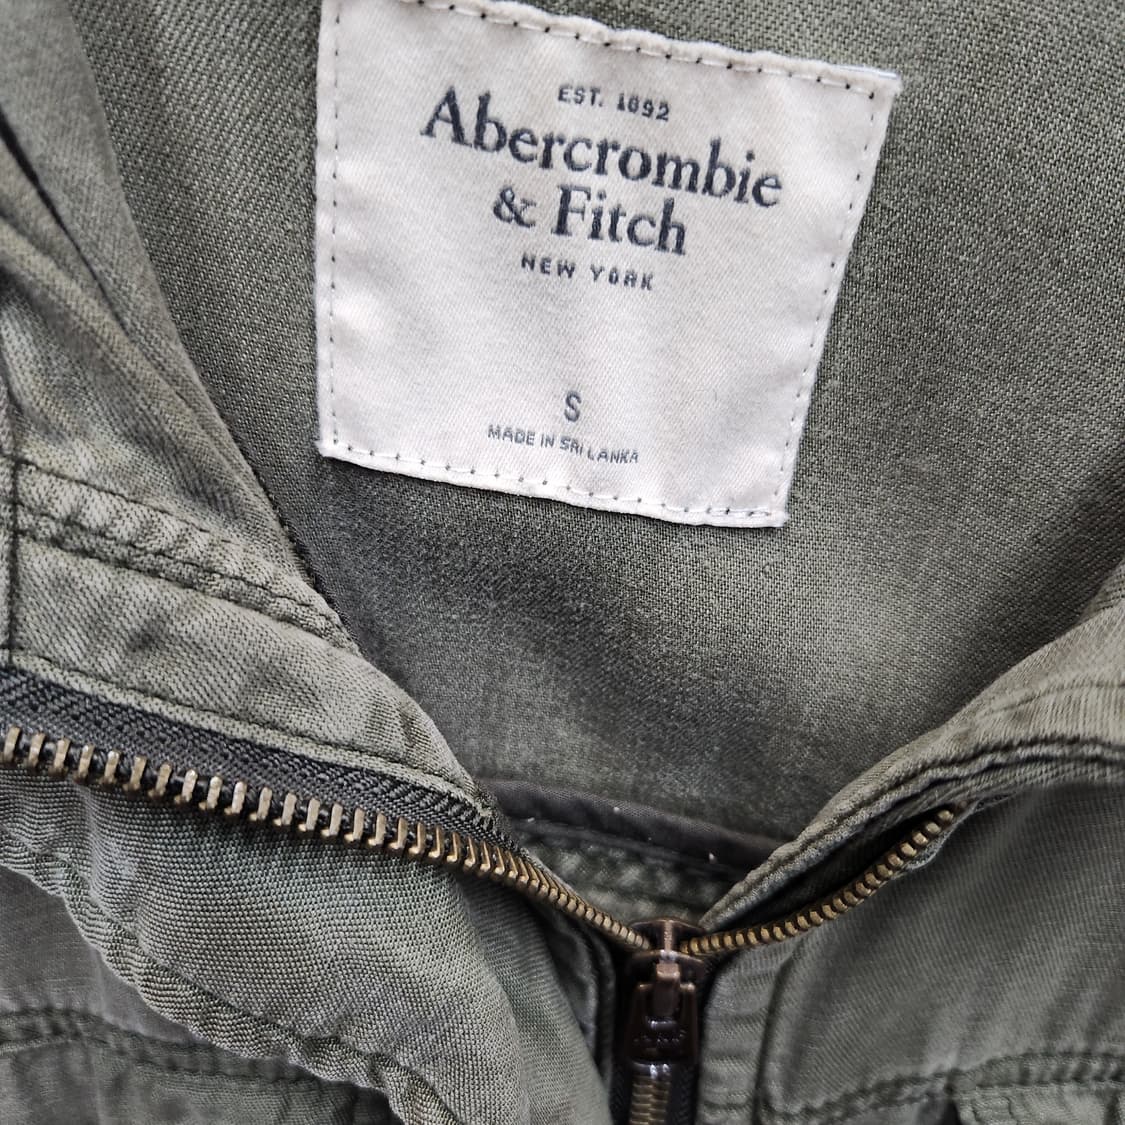 EST. 1892
Abercrombie
& Fitch
NEW YORK
S
MADE IN SRI LANKA